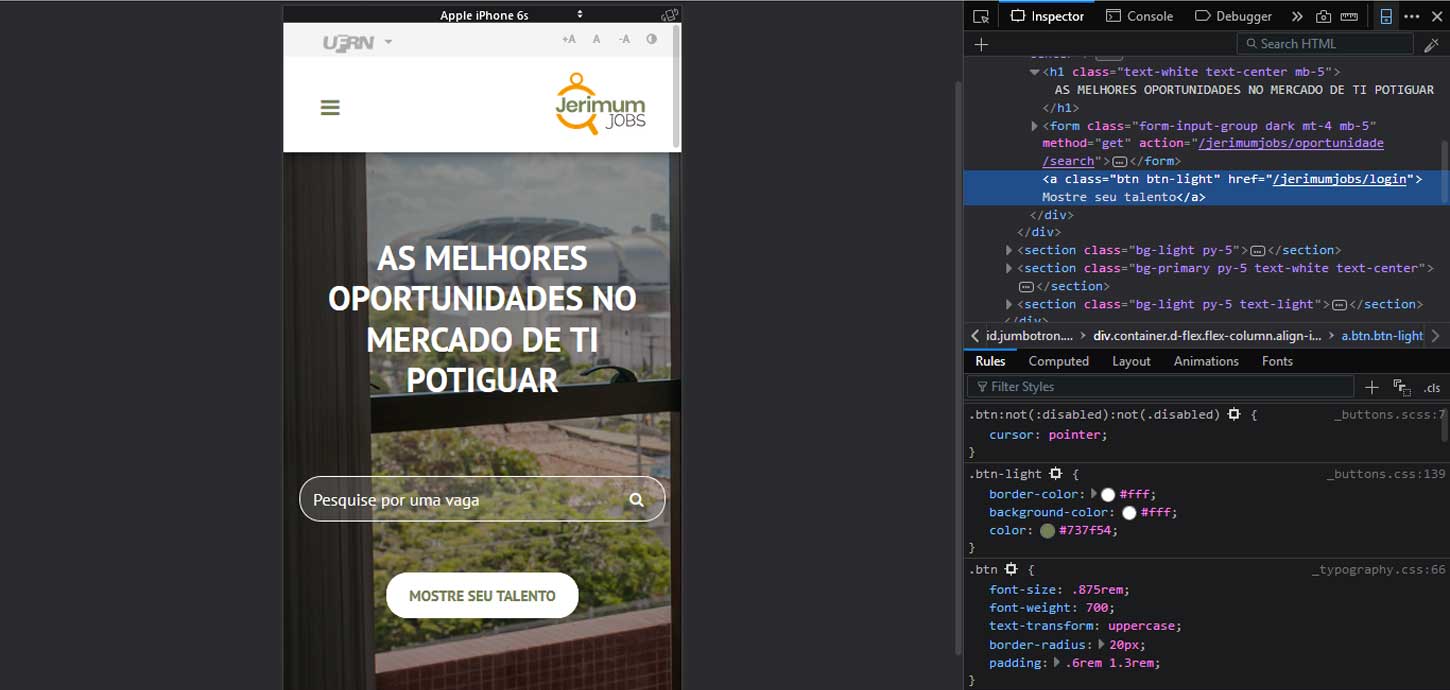 Apple iPhone 6s
UFRN
+A A -A
Jerimum
JOBS
AS MELHORES
OPORTUNIDADES NO
MERCADO DE TI
POTIGUAR
Pesquise por uma vaga
MOSTRE SEU TALENTO
Inspector Console Debugger
Search HTML
<h1 class="text-white text-center mb-5">
AS MELHORES OPORTUNIDADES NO MERCADO DE TI POTIGUAR
</h1>
<form class="form-input-group dark mt-4 mb-5"
method="get" action="/jerimumjobs/oportunidade
/search">…</form>
<a class="btn btn-light" href="/jerimumjobs/login">
Mostre seu talento</a>
</div>
</div>
<section class="bg-light py-5">…</section>
<section class="bg-primary py-5 text-white text-center">
…</section>
<section class="bg-light py-5 text-light">…</section>
</div>
id.jumbotron.… div.container.d-flex.flex-column.align-i… a.btn.btn-light
Rules Computed Layout Animations Fonts
Filter Styles .cls
.btn:not(:disabled):not(.disabled) { _buttons.scss:7
cursor: pointer;
}
.btn-light { _buttons.css:139
border-color: #fff;
background-color: #fff;
color: #737f54;
}
.btn { _typography.css:66
font-size: .875rem;
font-weight: 700;
text-transform: uppercase;
border-radius: 20px;
padding: .6rem 1.3rem;
}